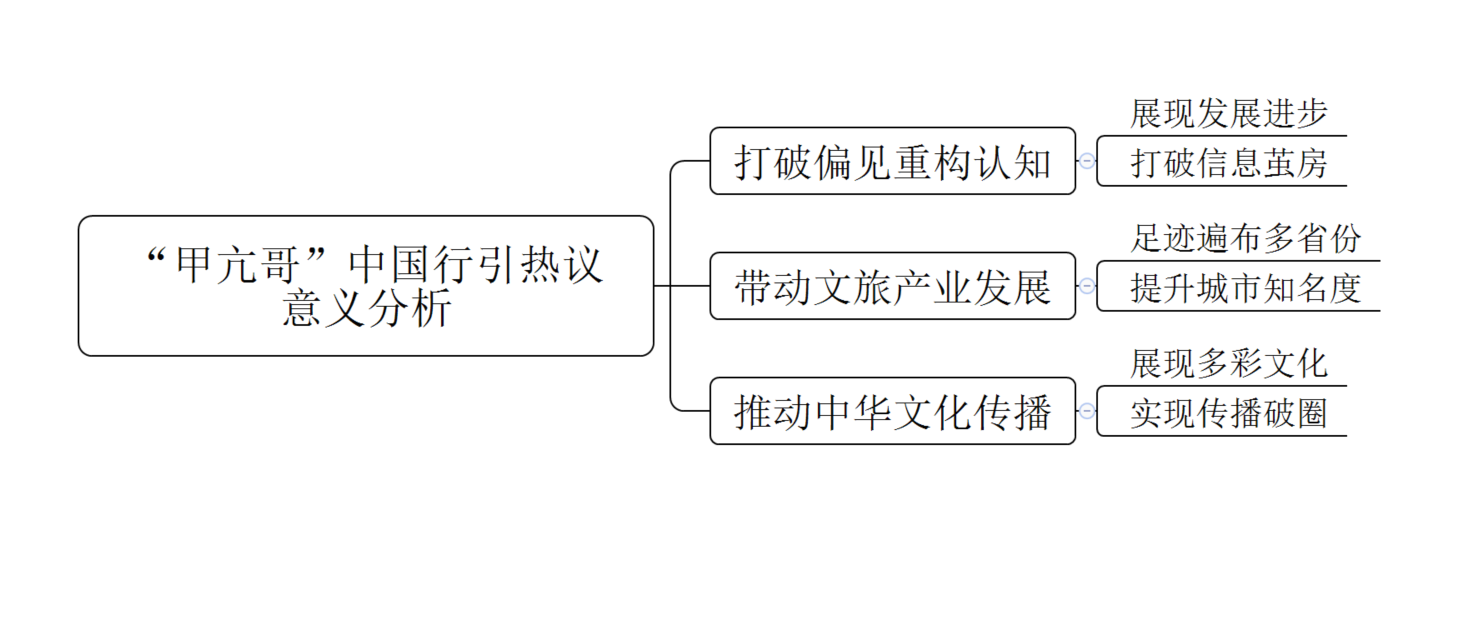 “甲亢哥”中国行引热议
意义分析
打破偏见重构认知
展现发展进步
打破信息茧房
带动文旅产业发展
足迹遍布多省份
提升城市知名度
推动中华文化传播
展现多彩文化
实现传播破圈